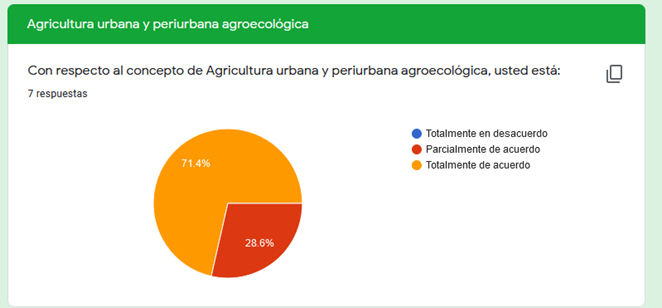 Agricultura urbana y periurbana agroecológica
Con respecto al concepto de Agricultura urbana y periurbana agroecológica, usted está:
7 respuestas
Totalmente en desacuerdo
Parcialmente de acuerdo
Totalmente de acuerdo
71.4%
28.6%